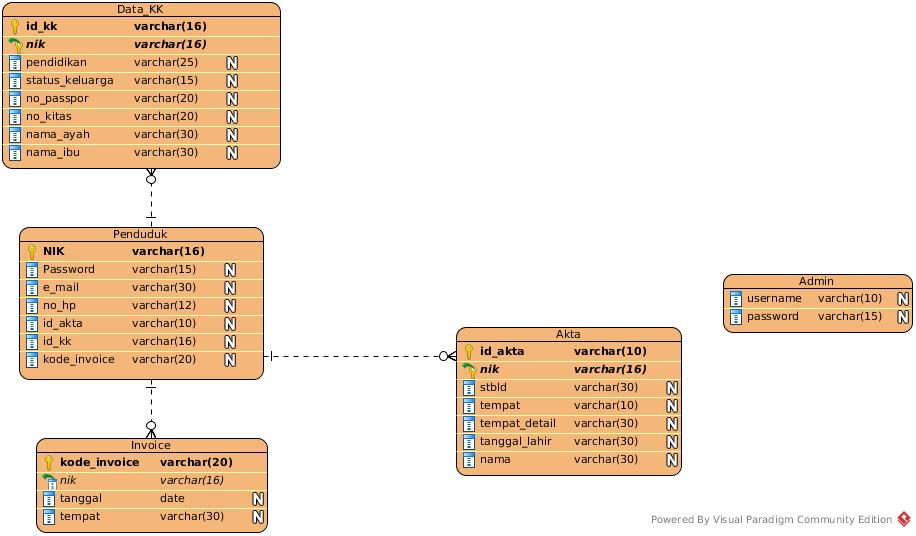 Data_KK
id_kk varchar(16)
nik varchar(16)
pendidikan varchar(25) N
status_keluarga varchar(15) N
no_passpor varchar(20) N
no_kitas varchar(20) N
nama_ayah varchar(30) N
nama_ibu varchar(30) N
Penduduk
NIK varchar(16)
Password varchar(15) N
e_mail varchar(30) N
no_hp varchar(12) N
id_akta varchar(10) N
id_kk varchar(16) N
kode_invoice varchar(20) N
Admin
username varchar(10) N
password varchar(15) N
Akta
id_akta varchar(10)
nik varchar(16)
stbld varchar(30) N
tempat varchar(10) N
tempat_detail varchar(30) N
tanggal_lahir varchar(30) N
nama varchar(30) N
Invoice
kode_invoice varchar(20)
nik varchar(16)
tanggal date N
tempat varchar(30) N
Powered By Visual Paradigm Community Edition